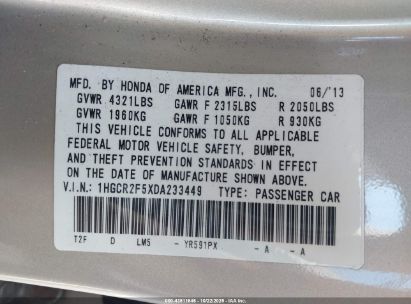 MFD. BY HONDA OF AMERICA MFG., INC. 06/13
GVWR 4321LBS GAWR F 2315LBS R 2050LBS
GVWR 1960KG GAWR F 1050KG R 930KG
THIS VEHICLE CONFORMS TO ALL APPLICABLE
FEDERAL MOTOR VEHICLE SAFETY, BUMPER,
AND THEFT PREVENTION STANDARDS IN EFFECT
ON THE DATE OF MANUFACTURE SHOWN ABOVE.
V.I.N: 1HGCR2F5XDA233449 TYPE: PASSENGER CAR
T2F D LM5 - YR591PX - A - A